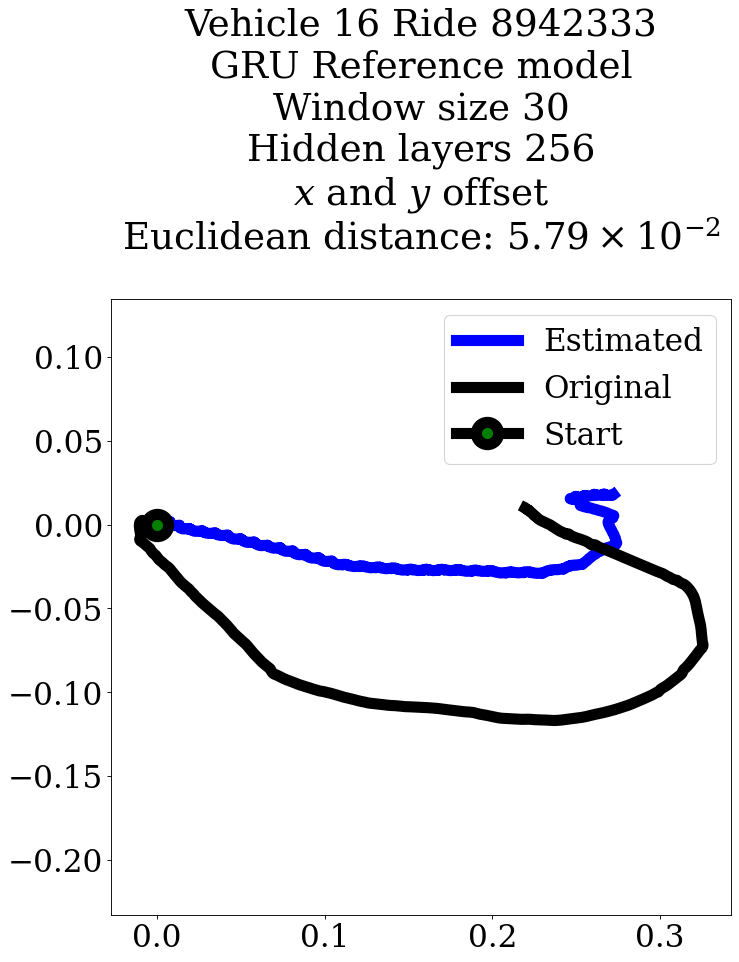 Vehicle 16 Ride 8942333
GRU Reference model
Window size 30
Hidden layers 256
x and y offset
Euclidean distance: 5.79 × 10⁻²
Estimated
Original
Start
0.10
0.05
0.00
−0.05
−0.10
−0.15
−0.20
0.0 0.1 0.2 0.3